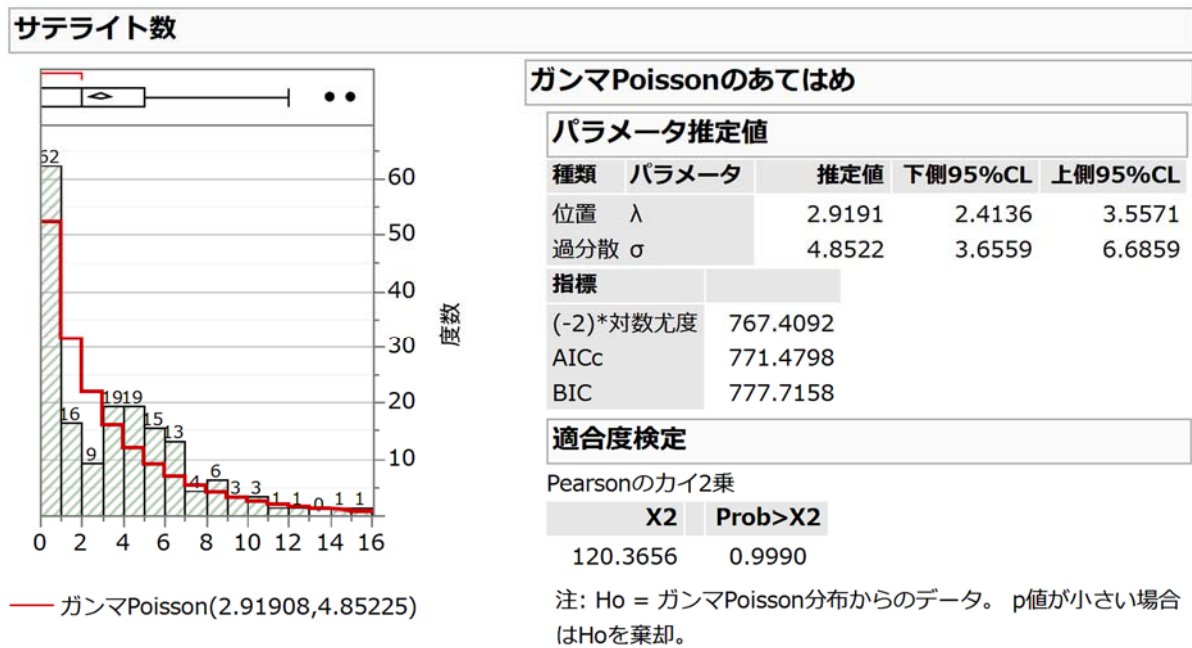 サテライト数
62
16
9
19
19
15
13
4
6
3
3
1
1
0
1
1
60
50
40
30
20
10
度数
0 2 4 6 8 10 12 14 16
ガンマPoisson(2.91908,4.85225)
ガンマPoissonのあてはめ
パラメータ推定値
種類 パラメータ 推定値 下側95%CL 上側95%CL
位置 λ 2.9191 2.4136 3.5571
過分散 σ 4.8522 3.6559 6.6859
指標
(-2)*対数尤度 767.4092
AICc 771.4798
BIC 777.7158
適合度検定
Pearsonのカイ2乗
X2 Prob>X2
120.3656 0.9990
注: Ho = ガンマPoisson分布からのデータ。 p値が小さい場合
はHoを棄却。